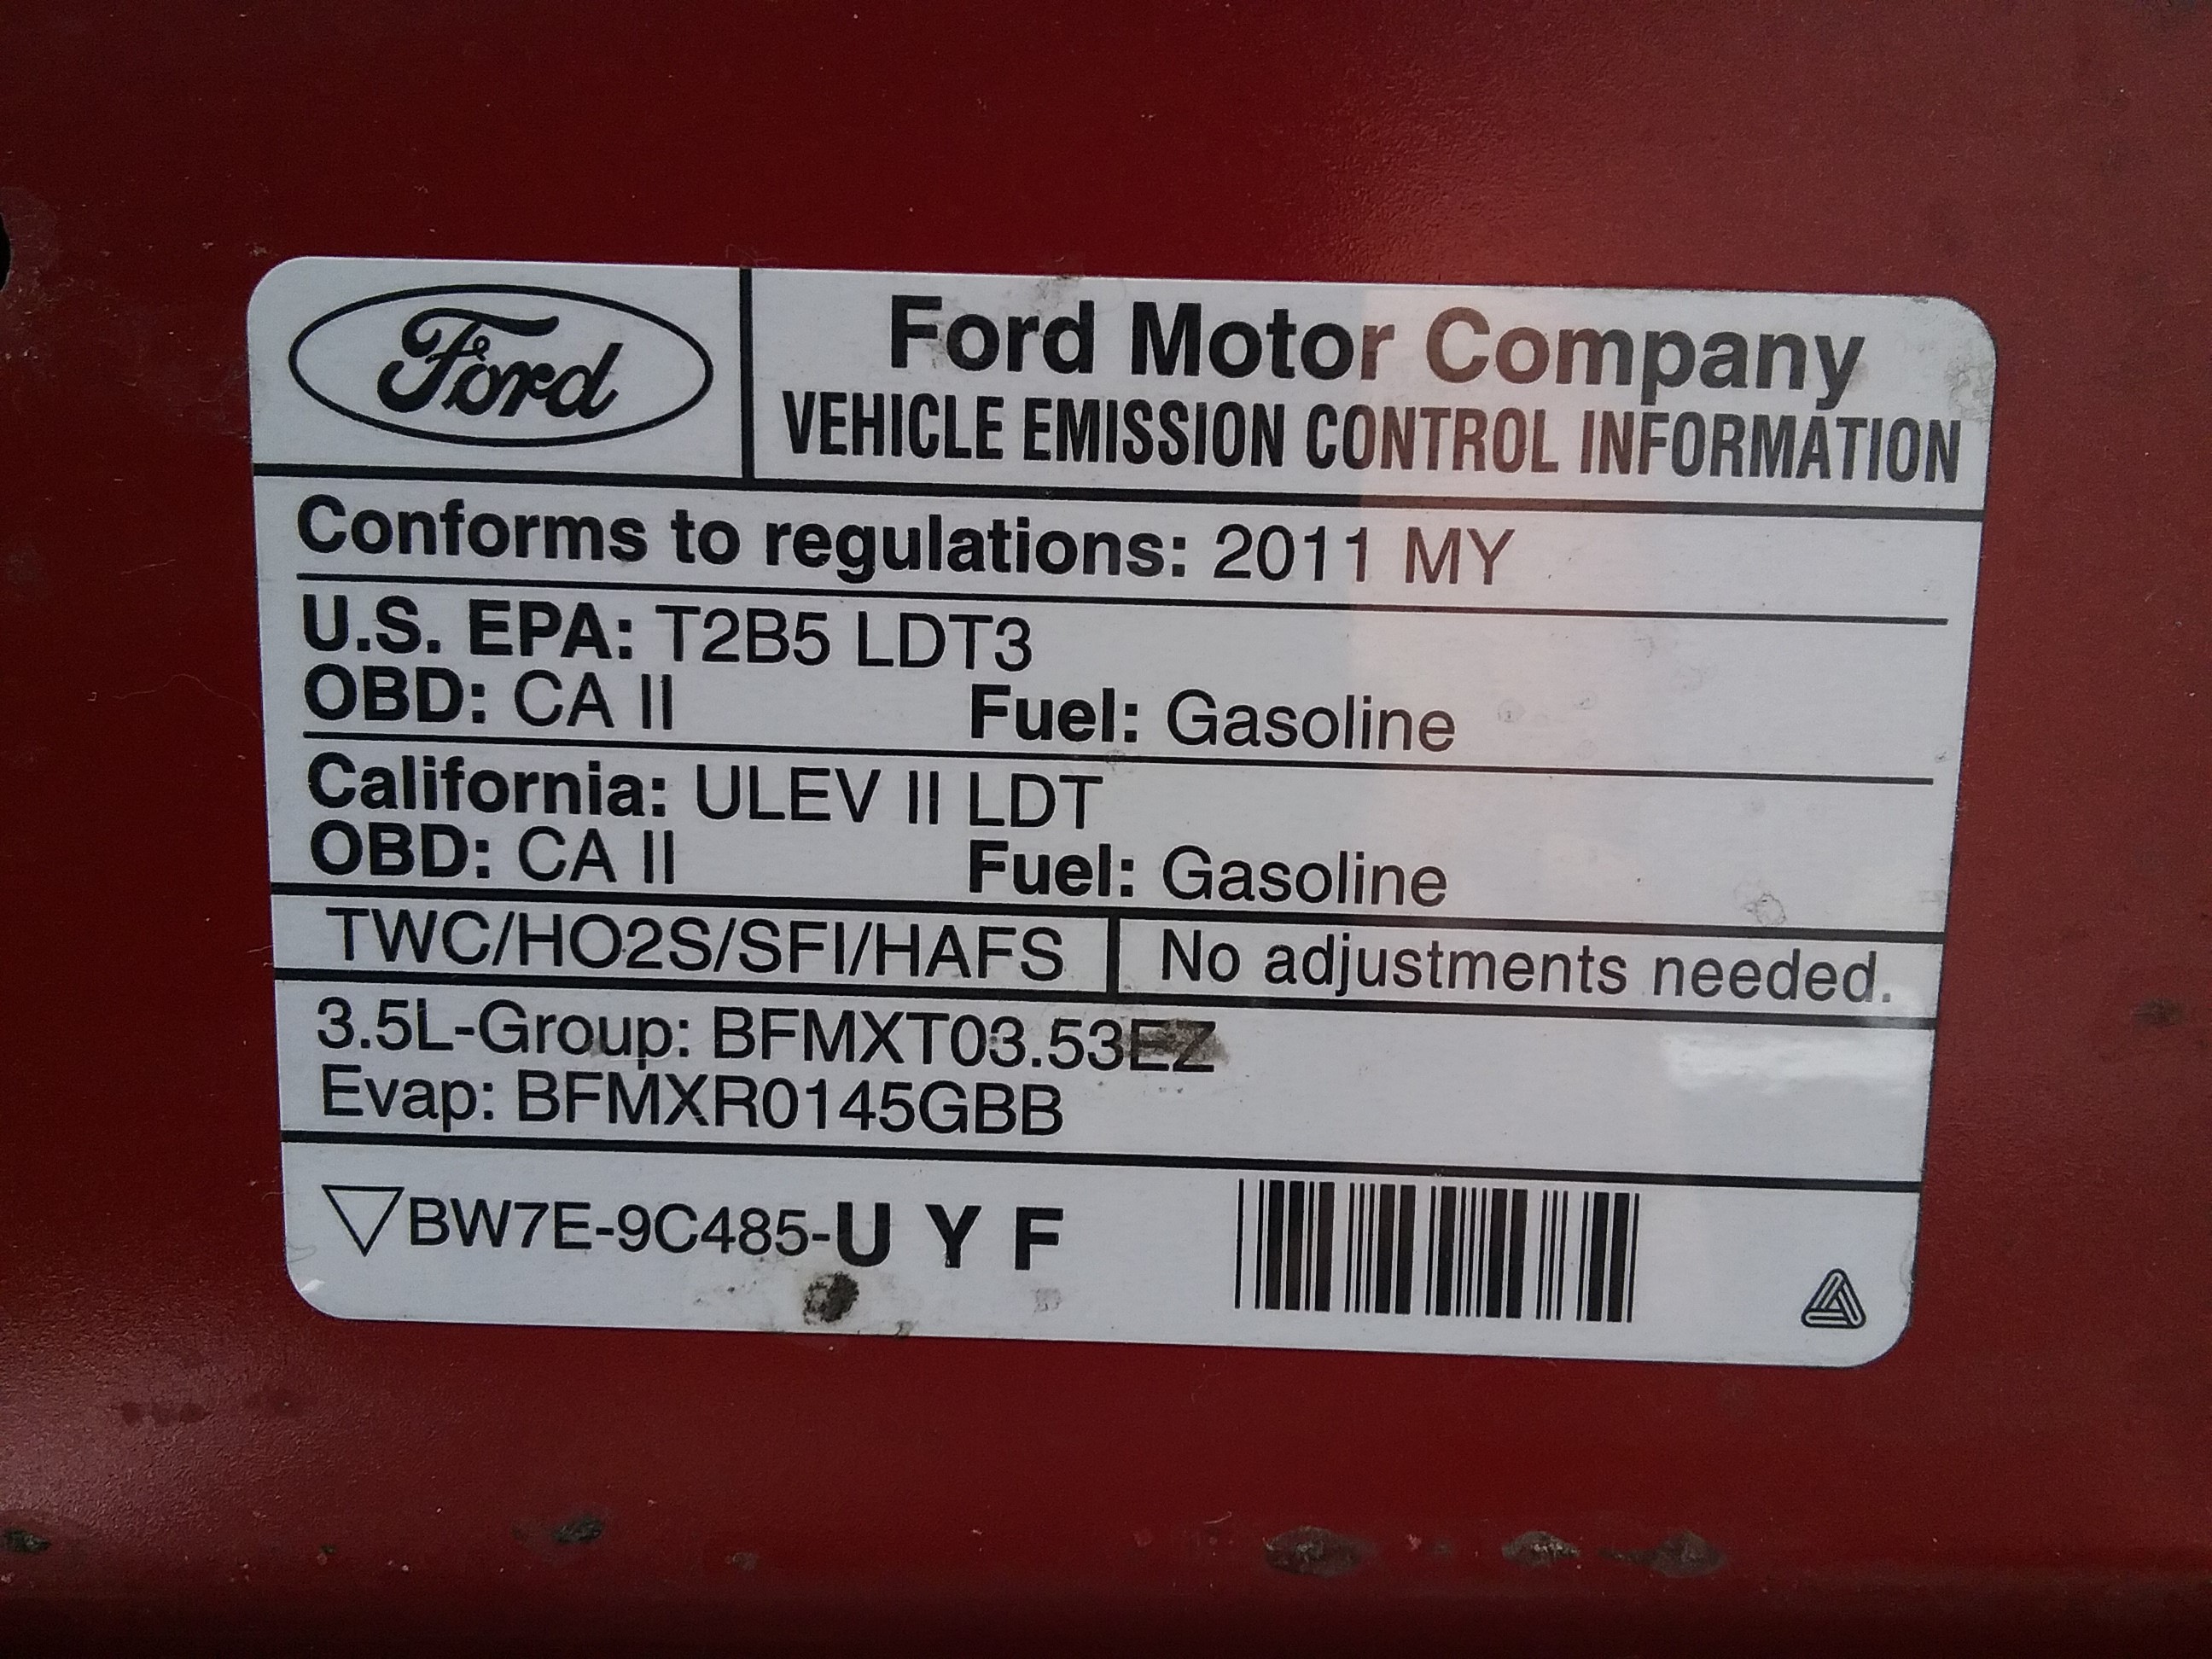 Ford
Ford Motor Company
VEHICLE EMISSION CONTROL INFORMATION
Conforms to regulations: 2011 MY
U.S. EPA: T2B5 LDT3
OBD: CA II Fuel: Gasoline
California: ULEV II LDT
OBD: CA II Fuel: Gasoline
TWC/HO2S/SFI/HAFS No adjustments needed.
3.5L-Group: BFMXT03.53EZ
Evap: BFMXR0145GBB
BW7E-9C485-U Y F